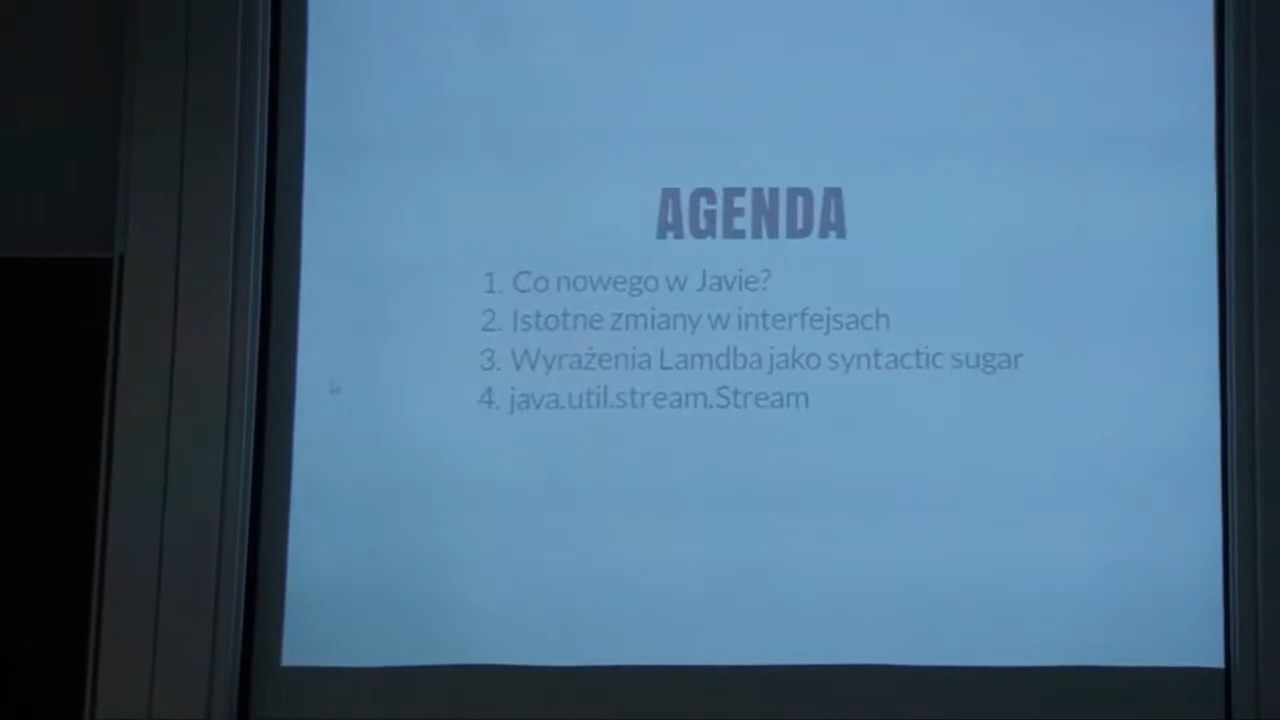 AGENDA
1. Co nowego w Javie?
2. Istotne zmiany w interfejsach
3. Wyrażenia Lamdba jako syntactic sugar
4. java.util.stream.Stream